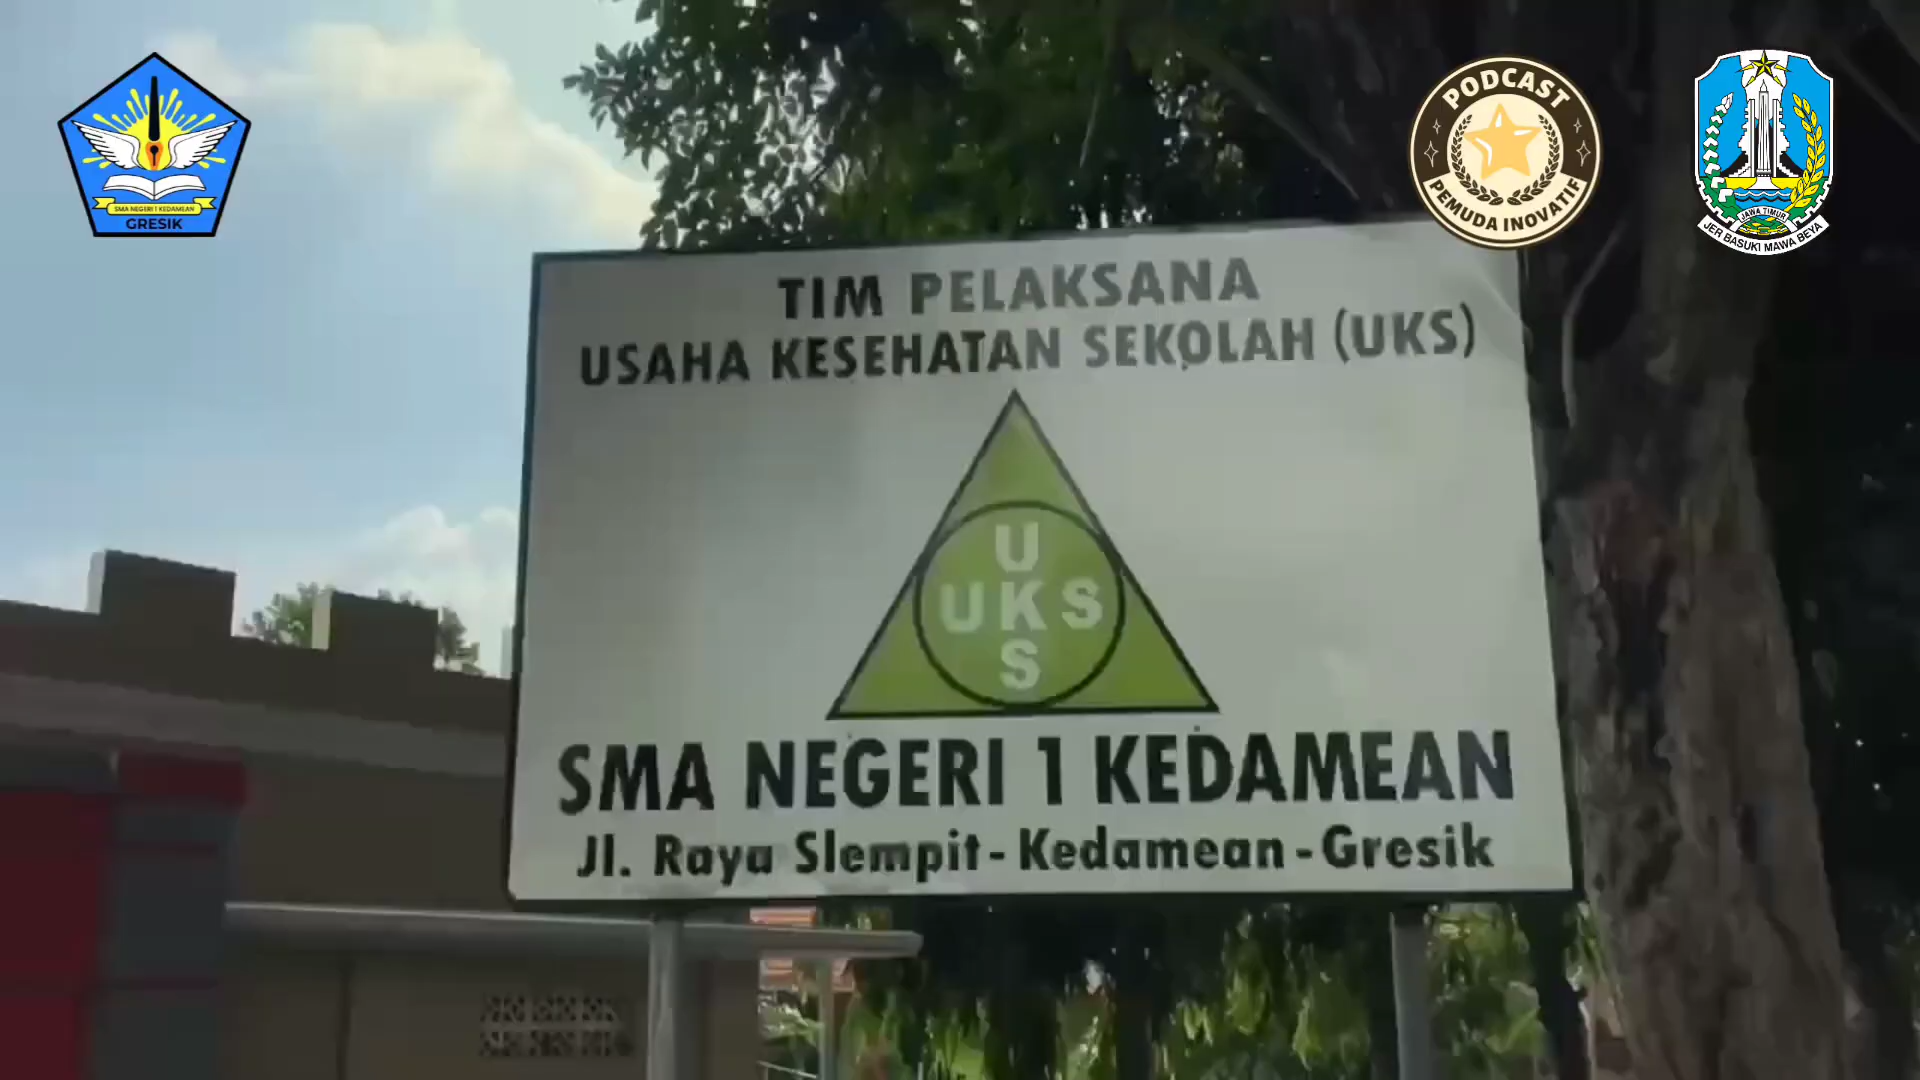 SMA NEGERI 1 KEDAMEAN
GRESIK
PODCAST
PEMUDA INOVATIF
JAWA TIMUR
JER BASUKI MAWA BEYA
TIM PELAKSANA
USAHA KESEHATAN SEKOLAH (UKS)
U
UKS
S
SMA NEGERI 1 KEDAMEAN
Jl. Raya Slempit - Kedamean - Gresik